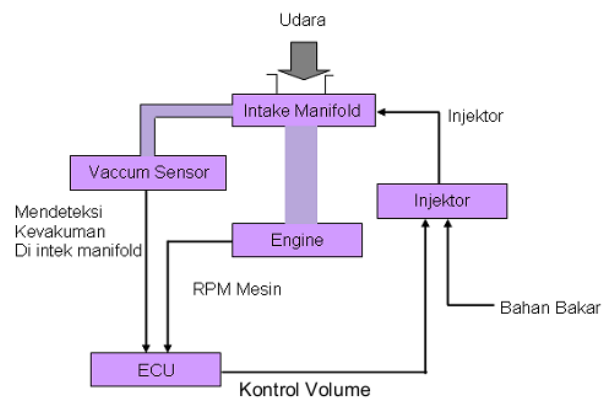 Udara
Intake Manifold
Injektor
Vaccum Sensor
Injektor
Mendeteksi
Kevakuman
Di intek manifold
Engine
RPM Mesin
Bahan Bakar
ECU
Kontrol Volume